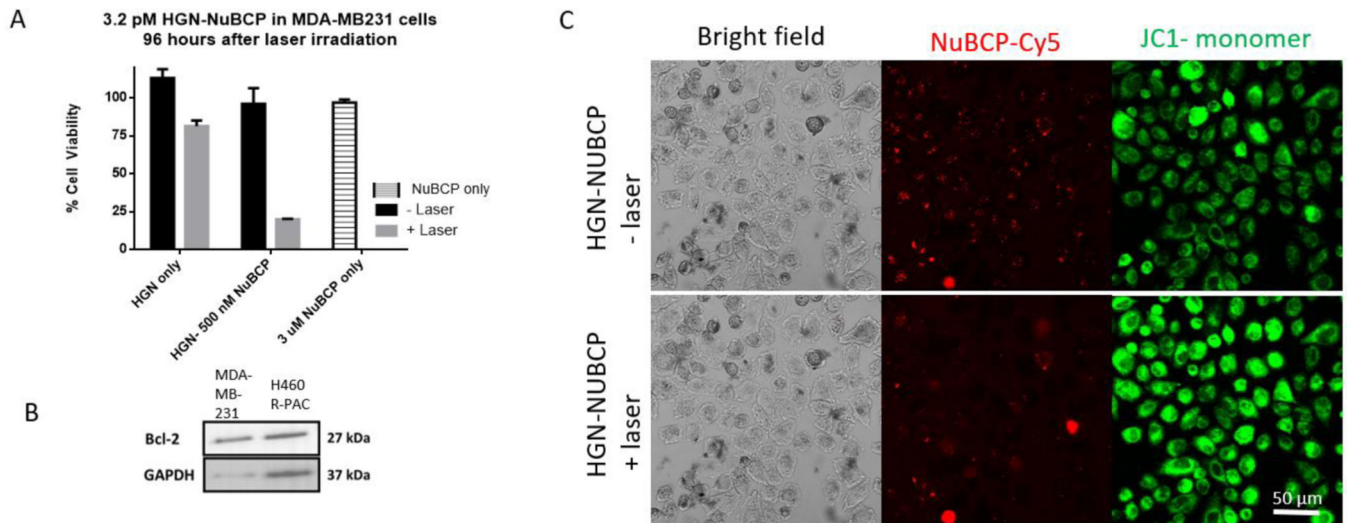 A
3.2 pM HGN-NuBCP in MDA-MB231 cells
96 hours after laser irradiation
% Cell Viability
100
75
50
25
0
HGN only
HGN- 500 nM NuBCP
3 uM NuBCP only
NuBCP only
- Laser
+ Laser
B
MDA-
MB-
231
H460
R-PAC
Bcl-2
27 kDa
GAPDH
37 kDa
C
Bright field
NuBCP-Cy5
JC1- monomer
HGN-NUBCP
- laser
HGN-NUBCP
+ laser
50 µm